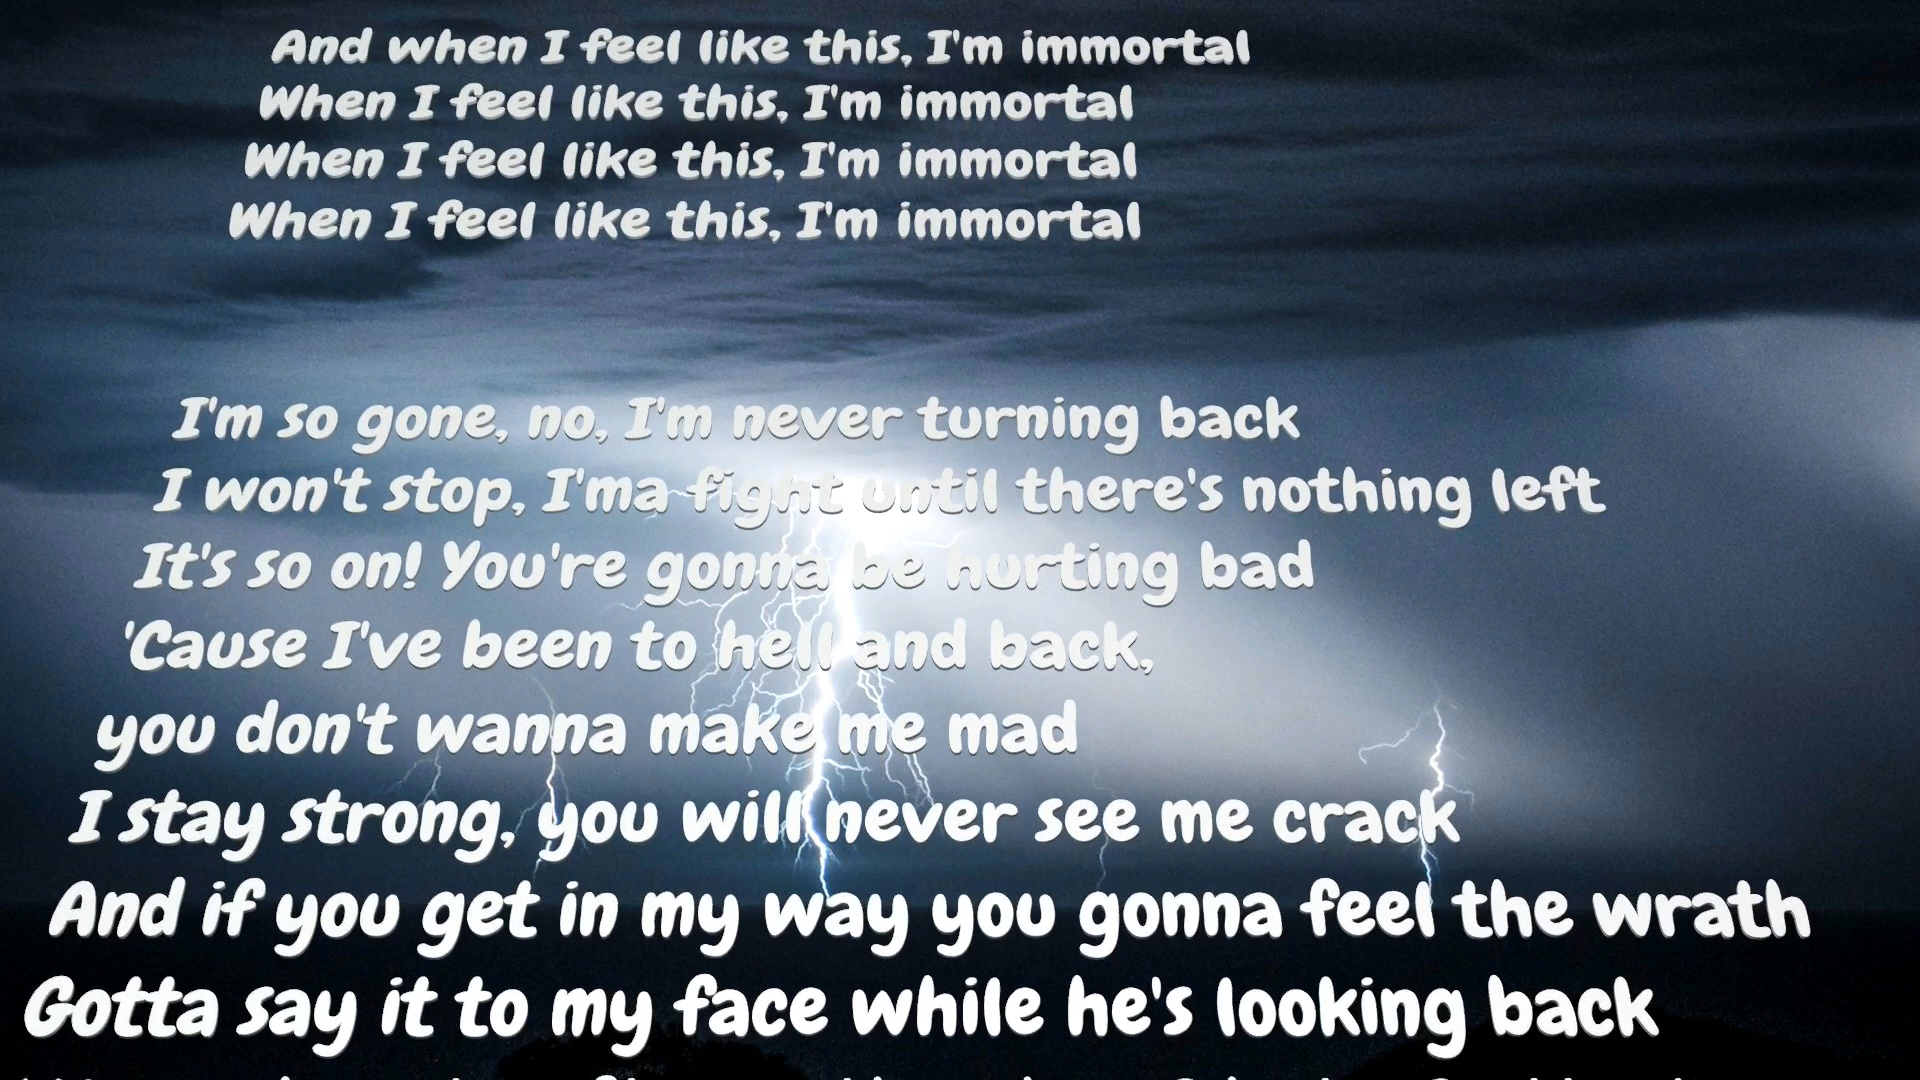 And when I feel like this, I'm immortal
When I feel like this, I'm immortal
When I feel like this, I'm immortal
When I feel like this, I'm immortal
I'm so gone, no, I'm never turning back
I won't stop, I'ma fight until there's nothing left
It's so on! You're gonna be hurting bad
'Cause I've been to hell and back,
you don't wanna make me mad
I stay strong, you will never see me crack
And if you get in my way you gonna feel the wrath
Gotta say it to my face while he's looking back